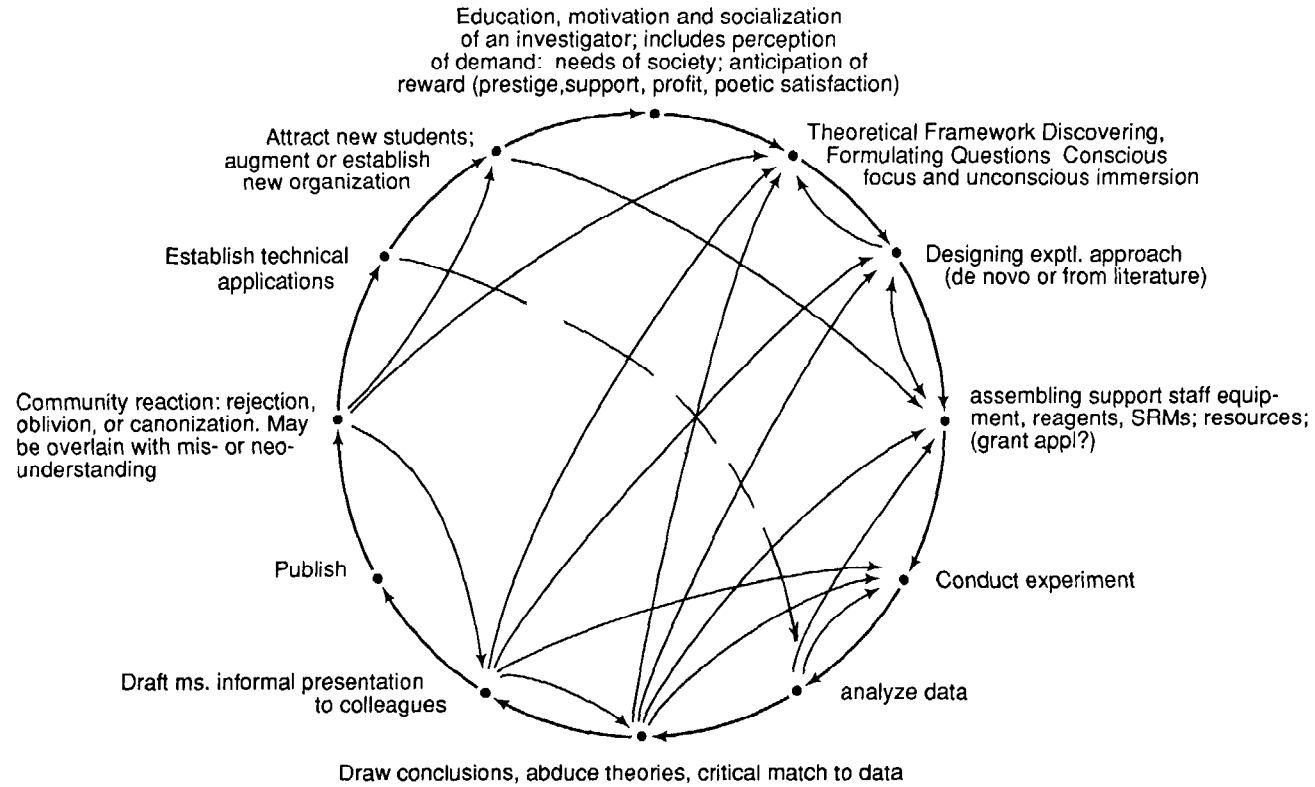 Education, motivation and socialization
of an investigator; includes perception
of demand: needs of society; anticipation of
reward (prestige,support, profit, poetic satisfaction)
Attract new students;
augment or establish
new organization
Theoretical Framework Discovering,
Formulating Questions Conscious
focus and unconscious immersion
Establish technical
applications
Designing exptl. approach
(de novo or from literature)
Community reaction: rejection,
oblivion, or canonization. May
be overlain with mis- or neo-
understanding
assembling support staff equip-
ment, reagents, SRMs; resources;
(grant appl?)
Publish
Conduct experiment
Draft ms. informal presentation
to colleagues
analyze data
Draw conclusions, abduce theories, critical match to data